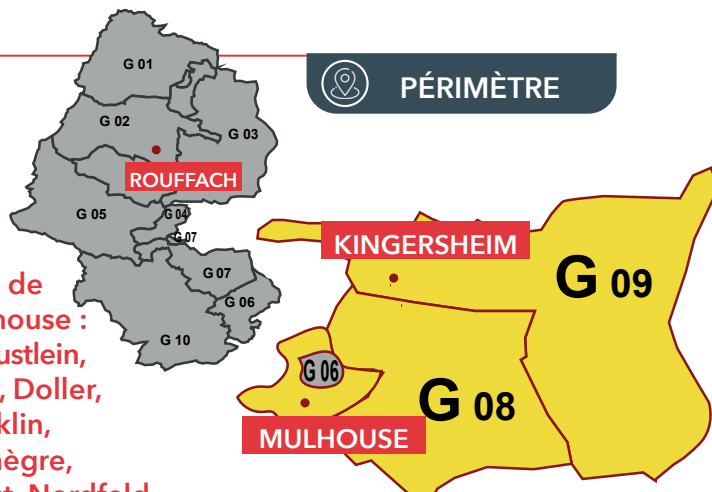 PÉRIMÈTRE
G 01
G 02
G 03
ROUFFACH
G 05
G 04
G 07
G 07
G 06
G 10
KINGERSHEIM
G 09
G 06
G 08
MULHOUSE
de
house :
ustlein,
, Doller,
klin,
ègre,
Nordfeld